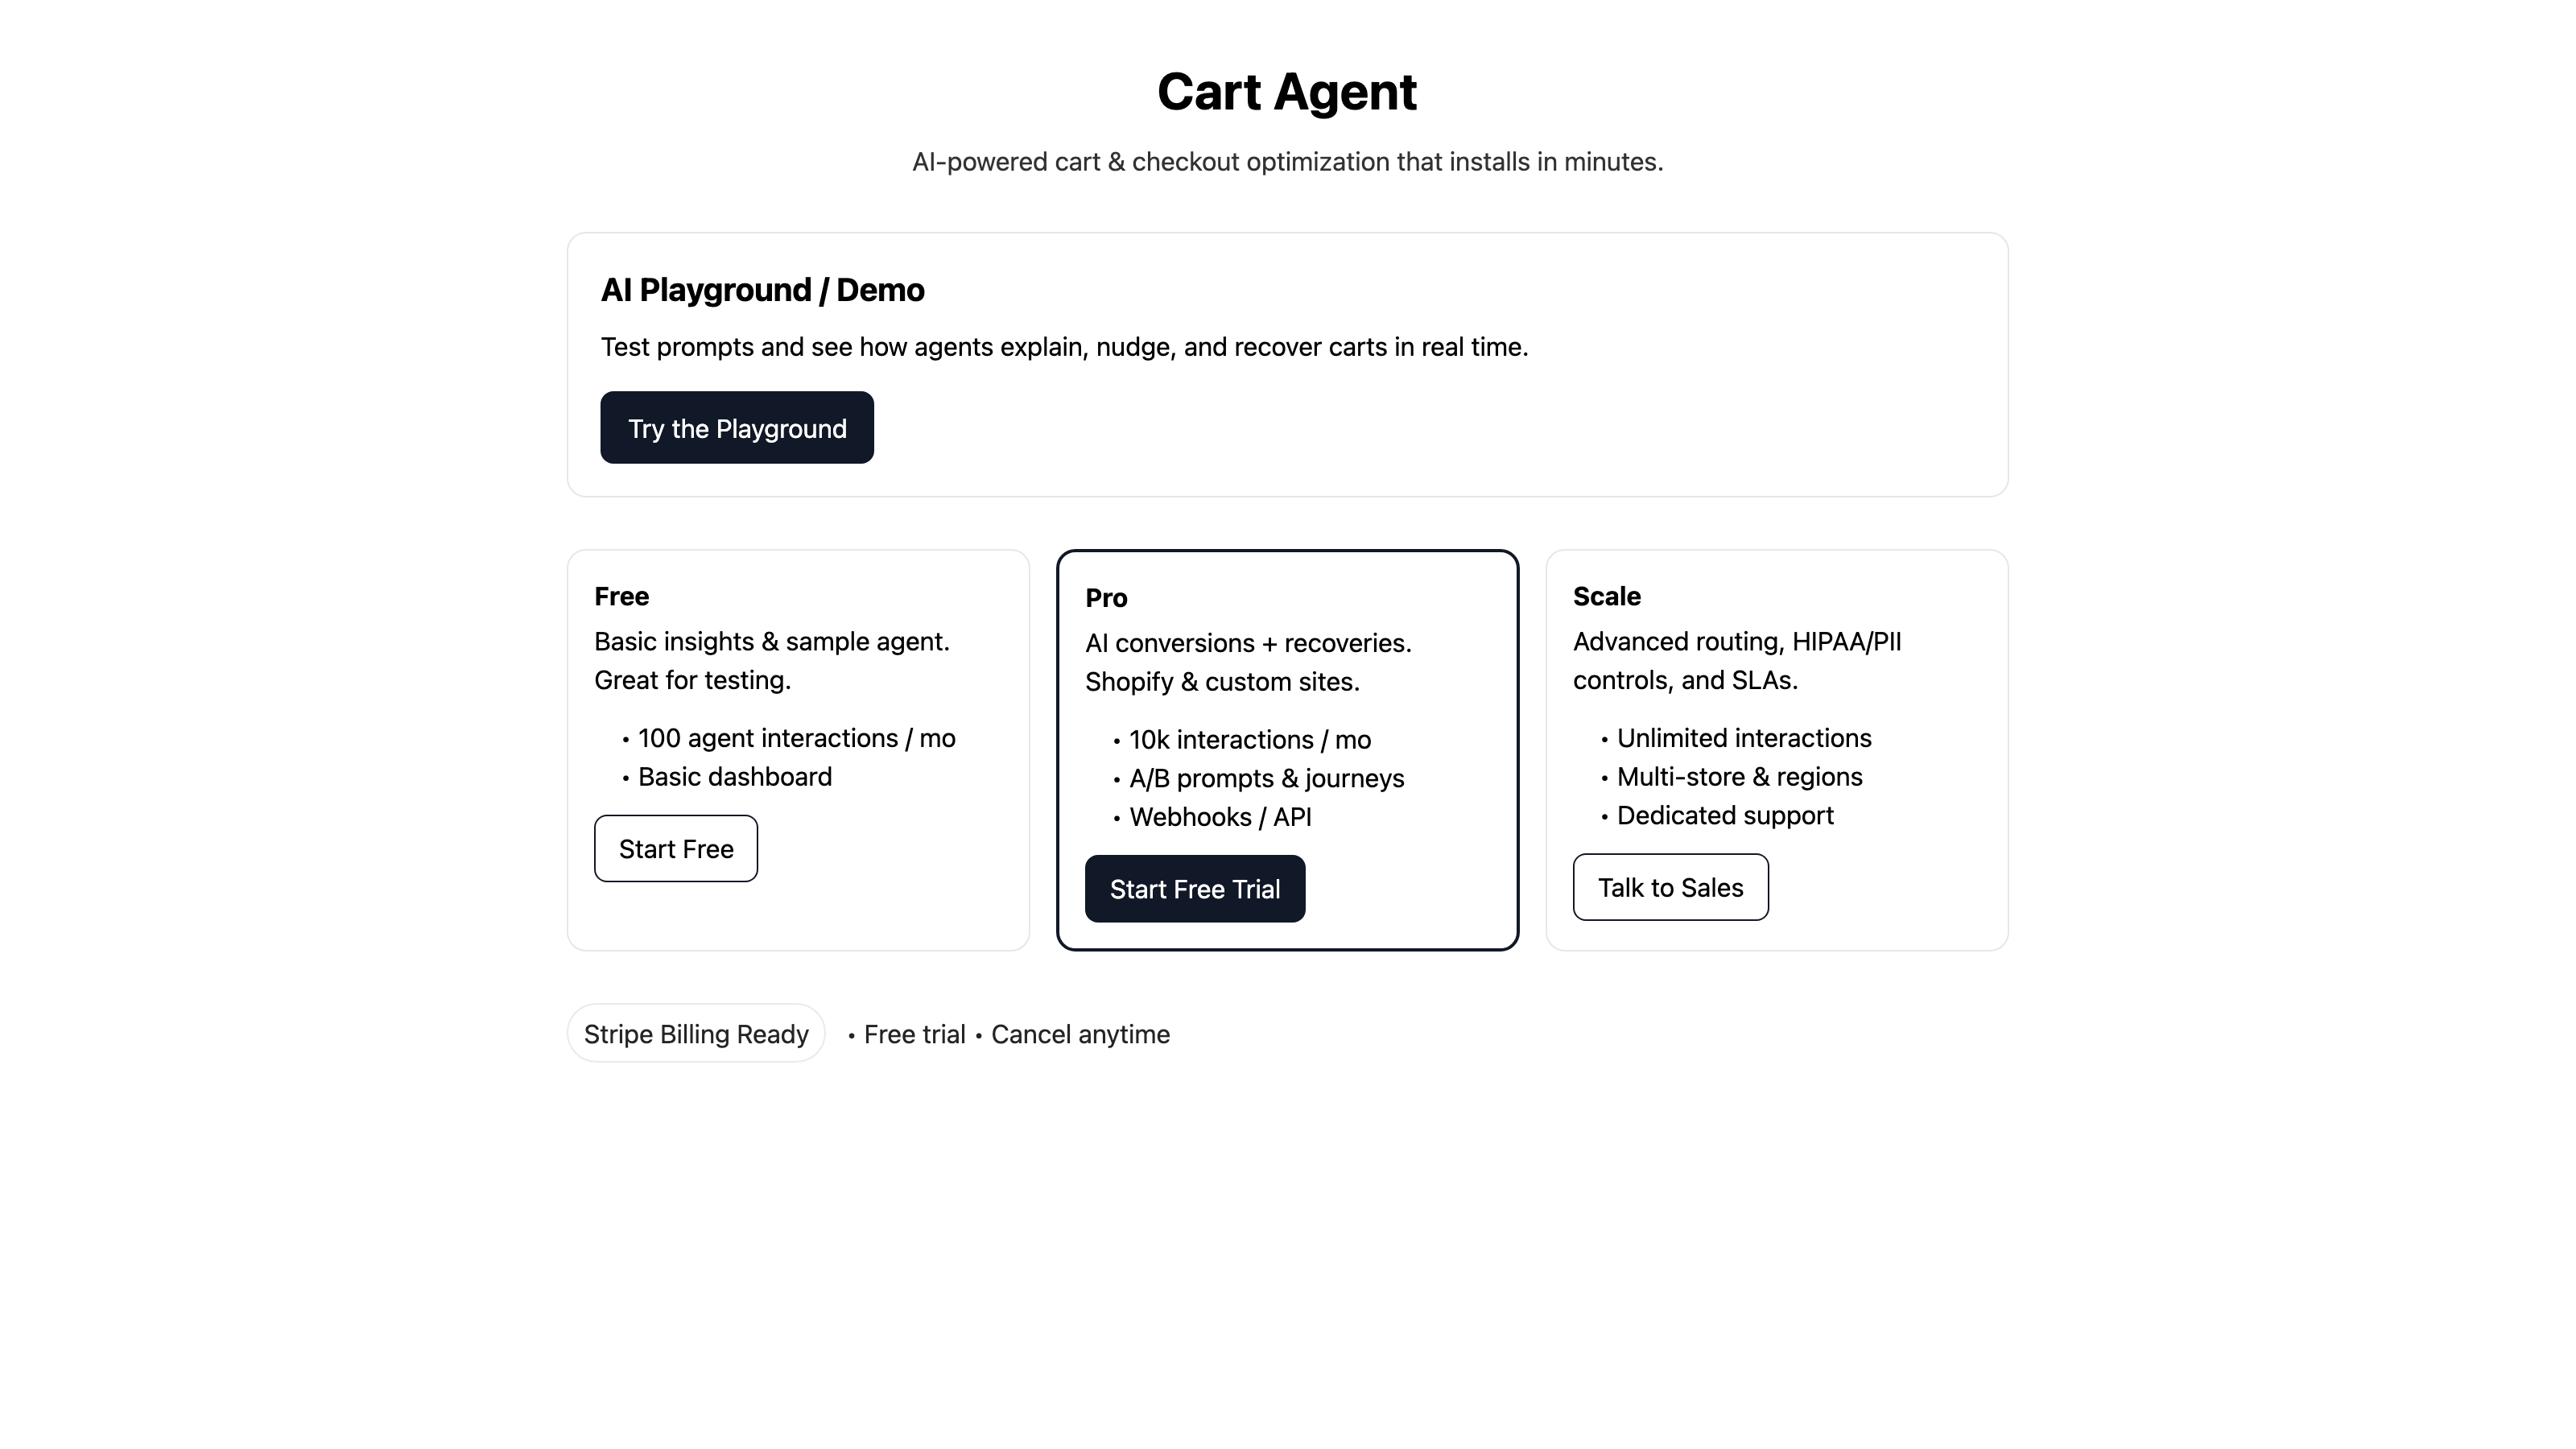 Cart Agent
AI-powered cart & checkout optimization that installs in minutes.
AI Playground / Demo
Test prompts and see how agents explain, nudge, and recover carts in real time.
Try the Playground
Free
Basic insights & sample agent.
Great for testing.
• 100 agent interactions / mo
• Basic dashboard
Start Free
Pro
AI conversions + recoveries.
Shopify & custom sites.
• 10k interactions / mo
• A/B prompts & journeys
• Webhooks / API
Start Free Trial
Scale
Advanced routing, HIPAA/PII
controls, and SLAs.
• Unlimited interactions
• Multi-store & regions
• Dedicated support
Talk to Sales
Stripe Billing Ready • Free trial • Cancel anytime